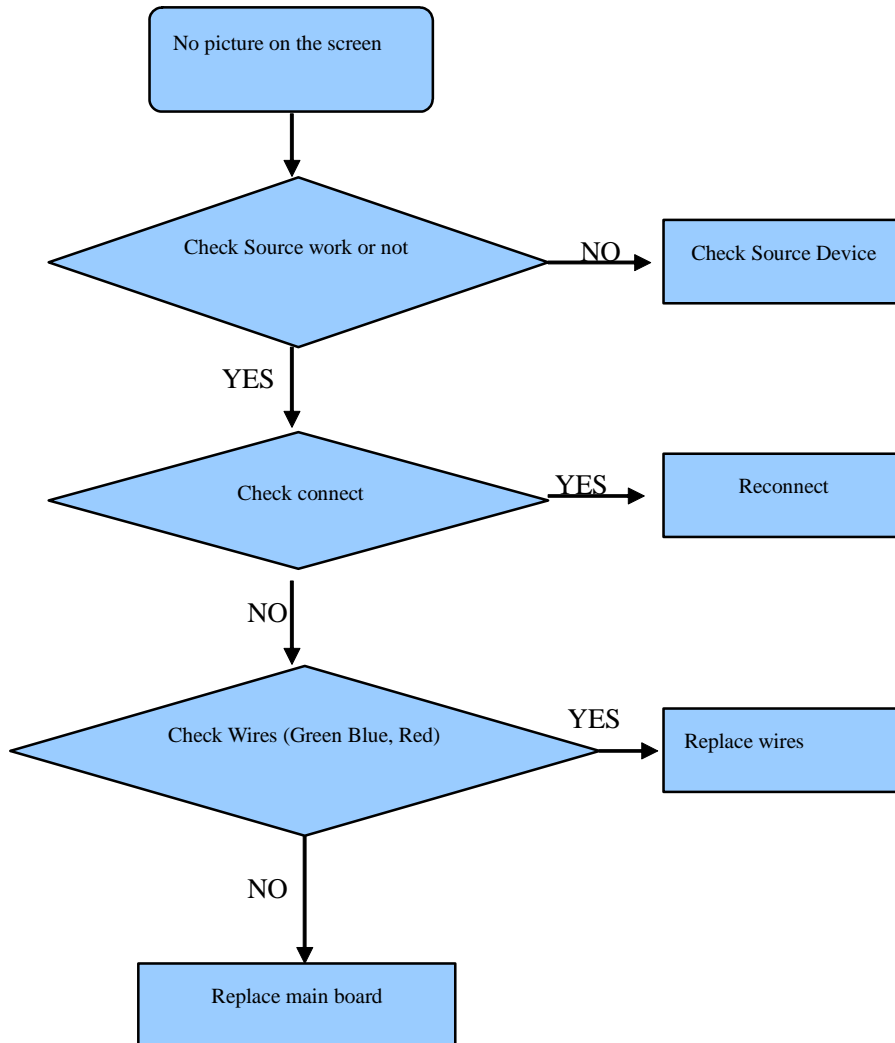 No picture on the screen
Check Source work or not
NO
Check Source Device
YES
Check connect
YES
Reconnect
NO
Check Wires (Green Blue, Red)
YES
Replace wires
NO
Replace main board